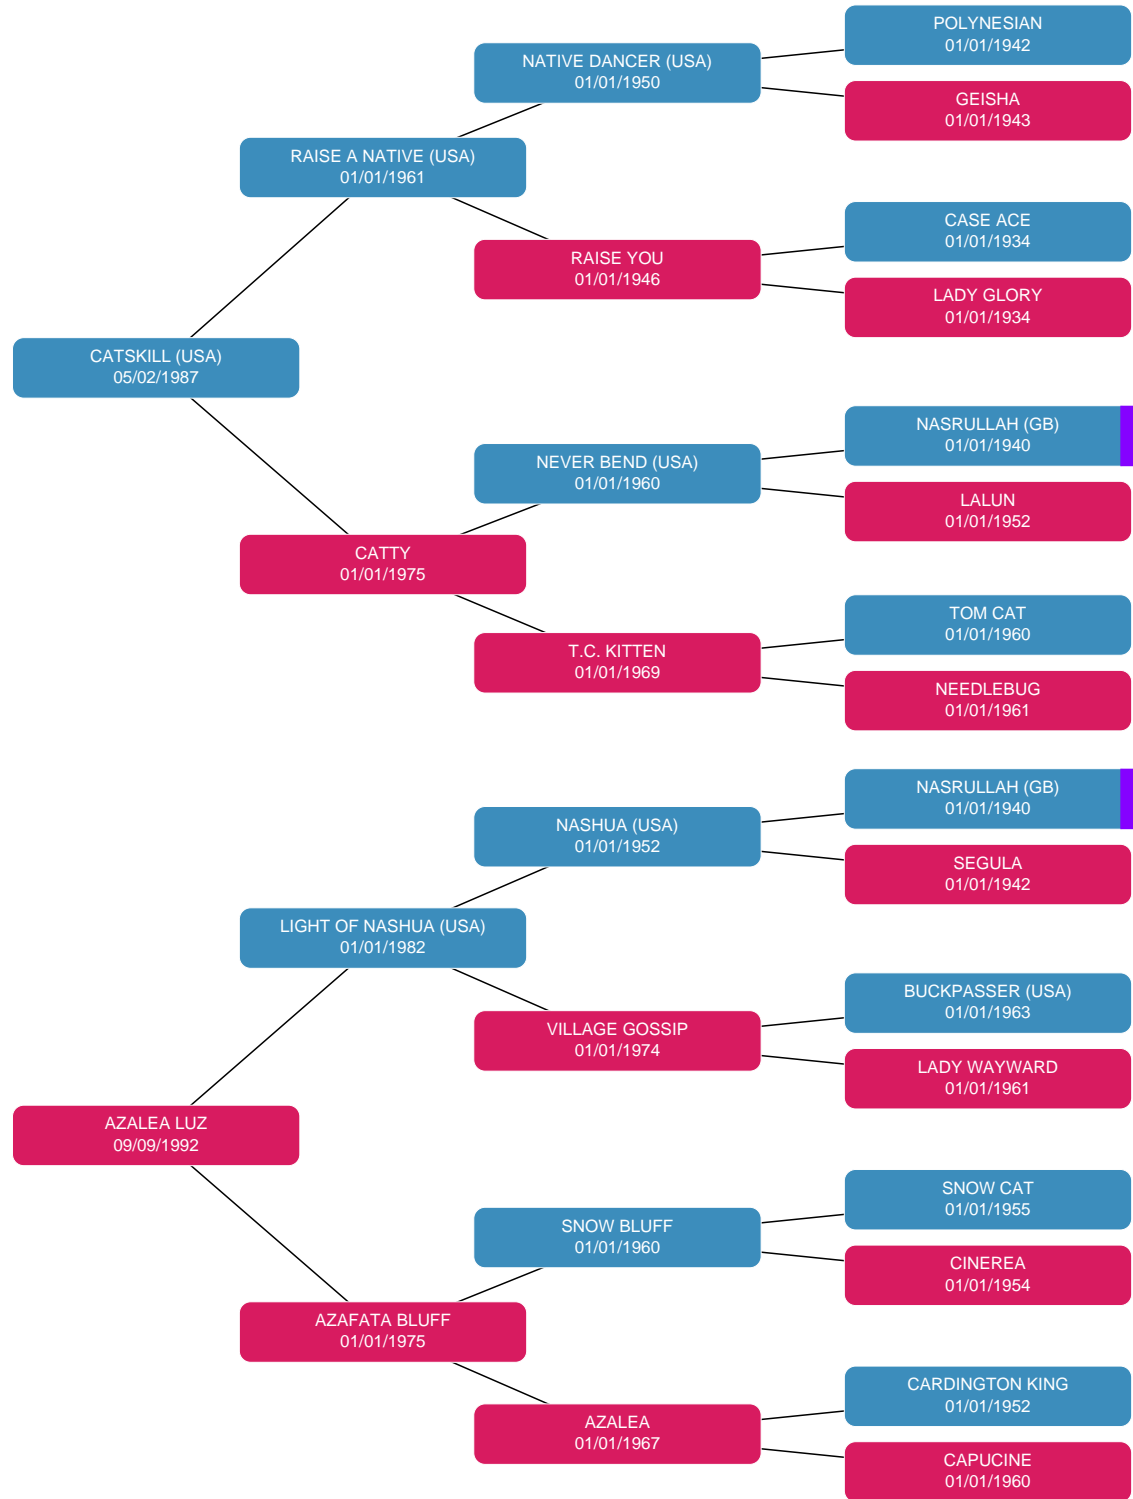 POLYNESIAN
01/01/1942
NATIVE DANCER (USA)
01/01/1950
GEISHA
01/01/1943
RAISE A NATIVE (USA)
01/01/1961
CASE ACE
01/01/1934
RAISE YOU
01/01/1946
LADY GLORY
01/01/1934
CATSKILL (USA)
05/02/1987
NASRULLAH (GB)
01/01/1940
NEVER BEND (USA)
01/01/1960
LALUN
01/01/1952
CATTY
01/01/1975
TOM CAT
01/01/1960
T.C. KITTEN
01/01/1969
NEEDLEBUG
01/01/1961
NASRULLAH (GB)
01/01/1940
NASHUA (USA)
01/01/1952
SEGULA
01/01/1942
LIGHT OF NASHUA (USA)
01/01/1982
BUCKPASSER (USA)
01/01/1963
VILLAGE GOSSIP
01/01/1974
LADY WAYWARD
01/01/1961
AZALEA LUZ
09/09/1992
SNOW CAT
01/01/1955
SNOW BLUFF
01/01/1960
CINEREA
01/01/1954
AZAFATA BLUFF
01/01/1975
CARDINGTON KING
01/01/1952
AZALEA
01/01/1967
CAPUCINE
01/01/1960